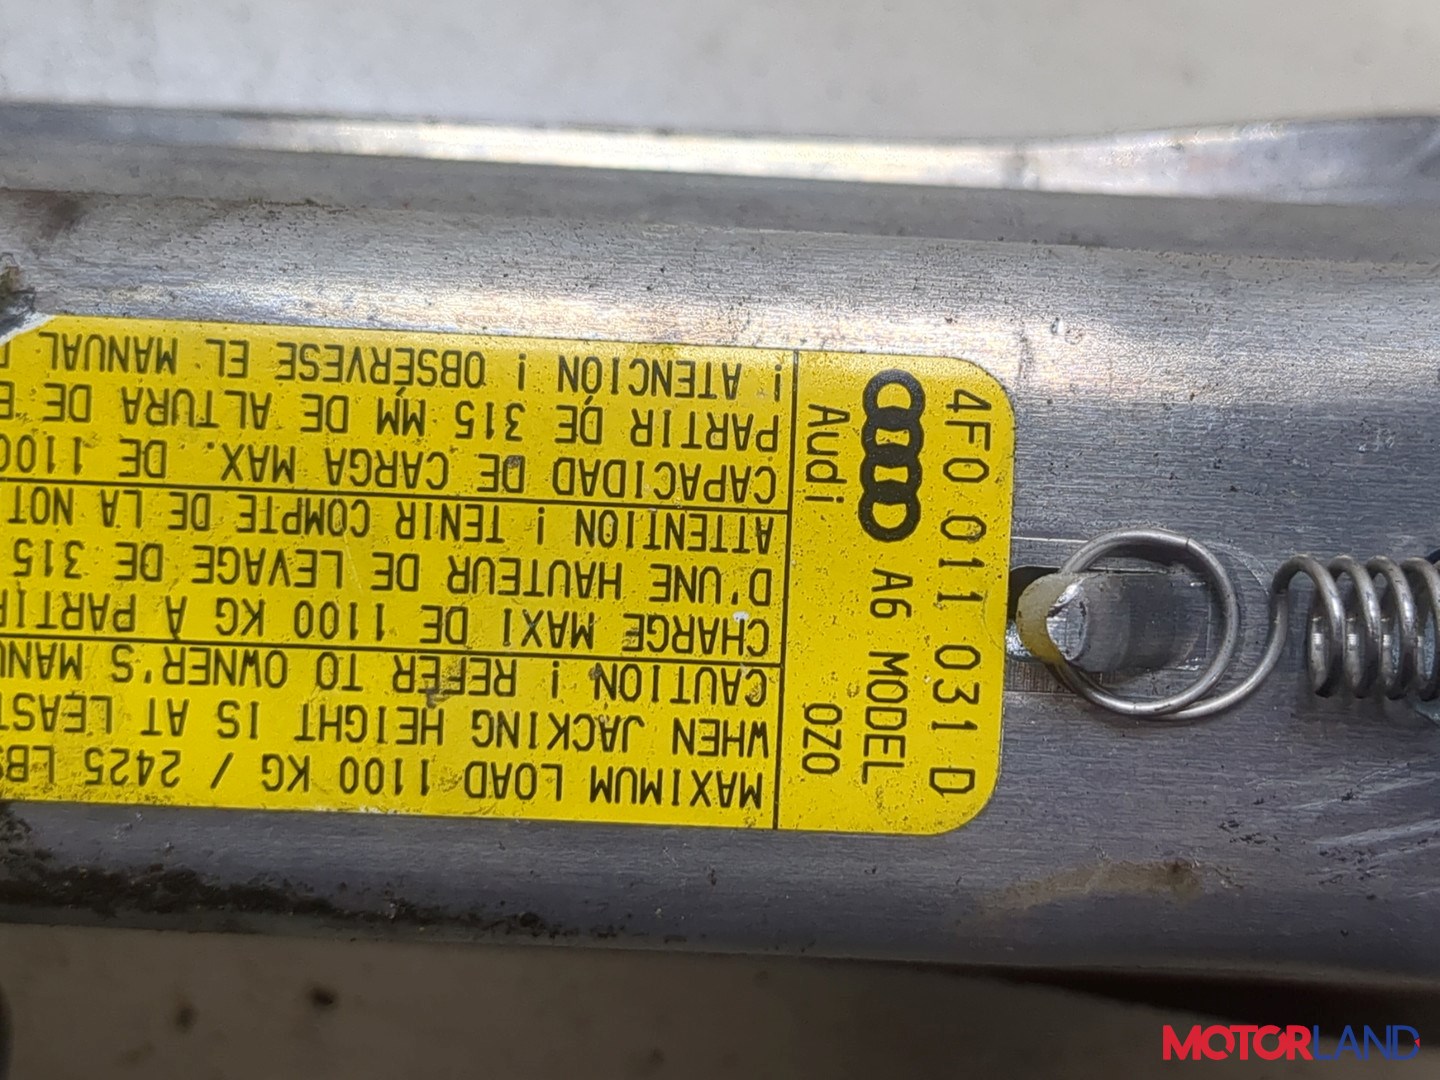 4F0 011 031 D
Audi A6 MODEL
0Z0
MAXIMUM LOAD 1100 KG / 2425 LBS
WHEN JACKING HEIGHT IS AT LEAST
CAUTION ! REFER TO OWNER'S MANU
CHARGE MAXI DE 1100 KG À PARTIR
D'UNE HAUTEUR DE LEVAGE DE 315
ATTENTION ! TENIR COMPTE DE LA NOT
CAPACIDAD DE CARGA MAX. DE 1100
PARTIR DE 315 MM DE ALTURA DE E
¡ ATENCIÓN ! OBSÉRVESE EL MANUAL
MOTORLAND